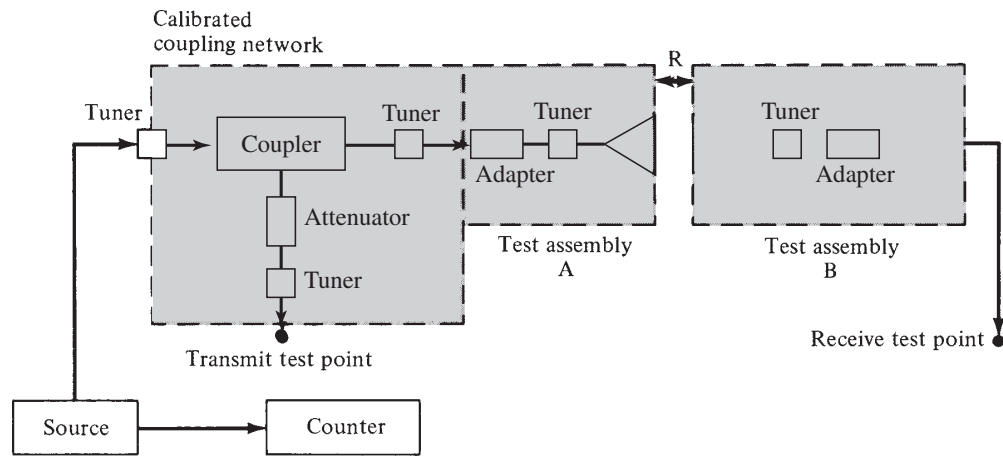 Calibrated
coupling network
R
Tuner
Tuner
Tuner
Tuner
Coupler
Adapter
Adapter
Attenuator
Test assembly
A
Test assembly
B
Tuner
Transmit test point
Receive test point
Source
Counter